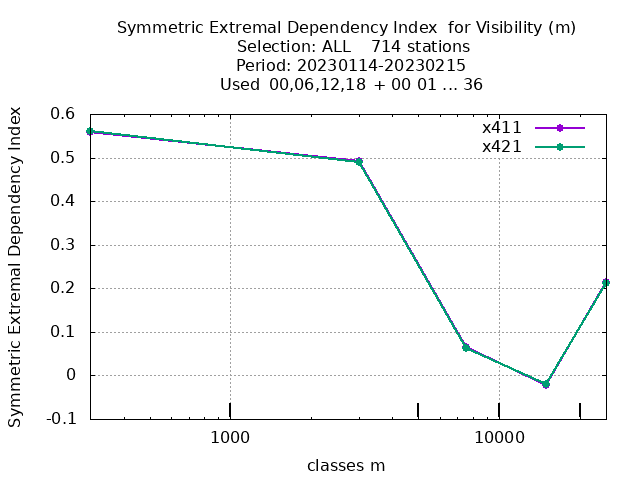 Symmetric Extremal Dependency Index  for Visibility (m)
Selection: ALL    714 stations
Period: 20230114-20230215
Used  00,06,12,18  + 00 01 ... 36
Symmetric Extremal Dependency Index
0.6
0.5
0.4
0.3
0.2
0.1
0
-0.1
x411
x421
1000
10000
classes m